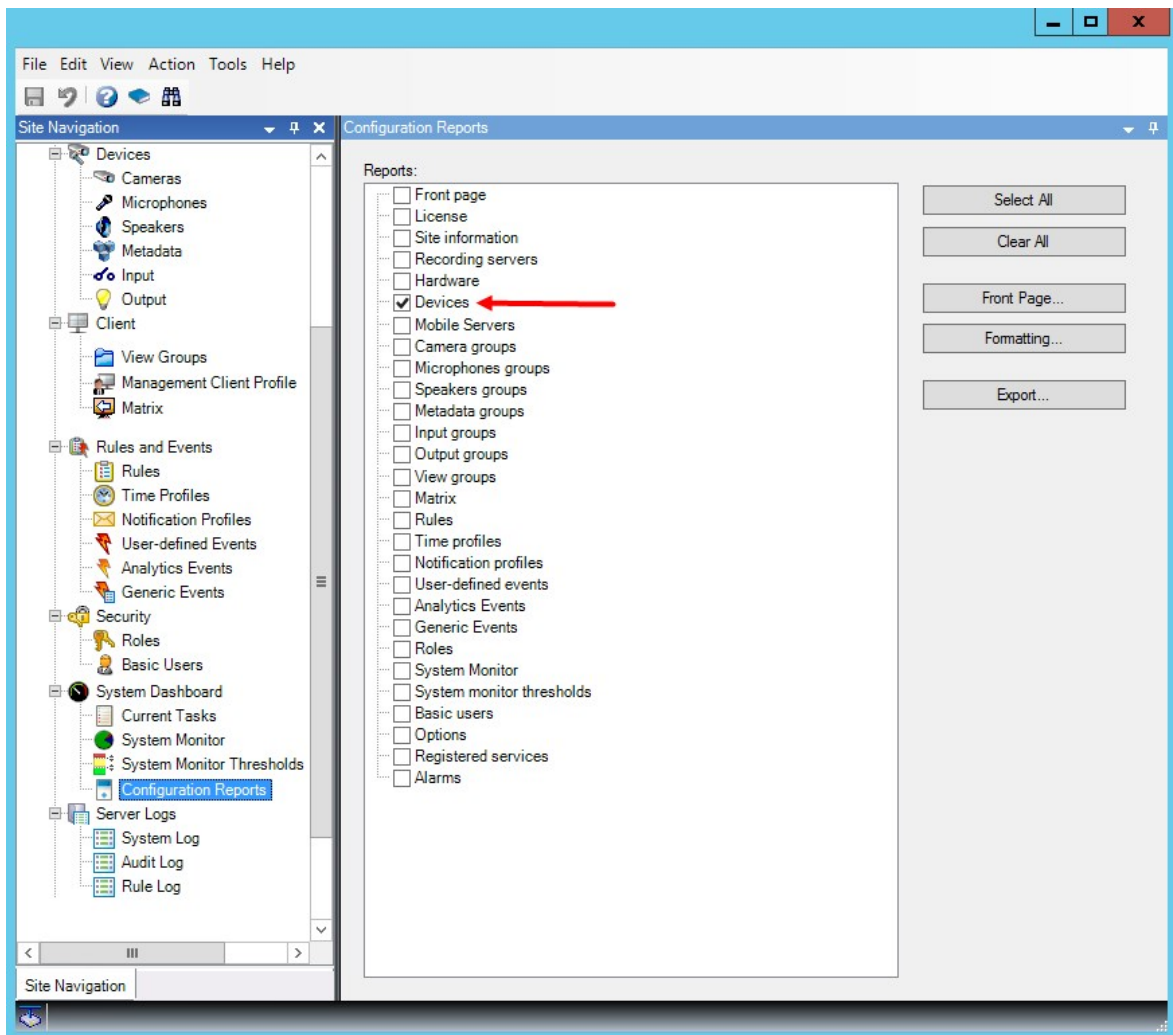 File Edit View Action Tools Help
Site Navigation
Devices
Cameras
Microphones
Speakers
Metadata
Input
Output
Client
View Groups
Management Client Profile
Matrix
Rules and Events
Rules
Time Profiles
Notification Profiles
User-defined Events
Analytics Events
Generic Events
Security
Roles
Basic Users
System Dashboard
Current Tasks
System Monitor
System Monitor Thresholds
Configuration Reports
Server Logs
System Log
Audit Log
Rule Log
Site Navigation
Configuration Reports
Reports:
Front page
License
Site information
Recording servers
Hardware
Devices
Mobile Servers
Camera groups
Microphones groups
Speakers groups
Metadata groups
Input groups
Output groups
View groups
Matrix
Rules
Time profiles
Notification profiles
User-defined events
Analytics Events
Generic Events
Roles
System Monitor
System monitor thresholds
Basic users
Options
Registered services
Alarms
Select All
Clear All
Front Page...
Formatting...
Export...